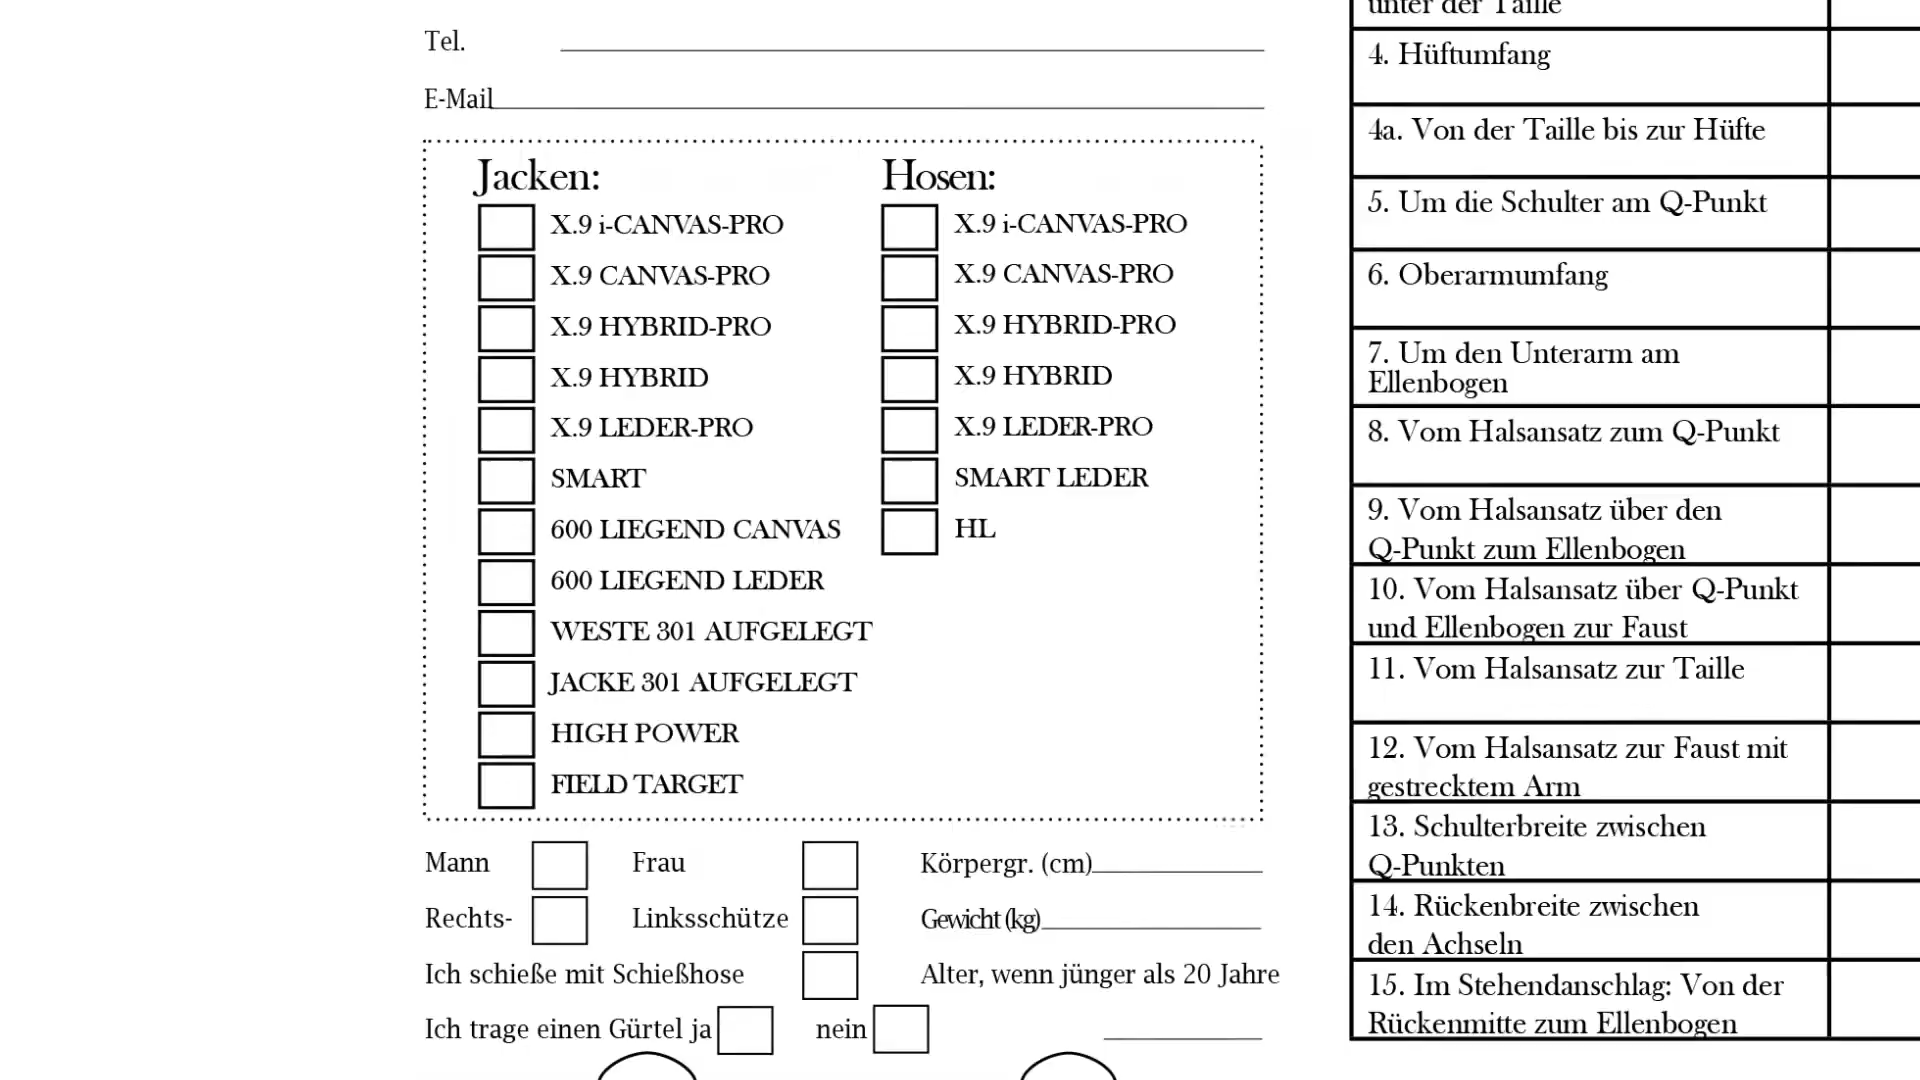 Tel.
E-Mail
Jacken:
X.9 i-CANVAS-PRO
X.9 CANVAS-PRO
X.9 HYBRID-PRO
X.9 HYBRID
X.9 LEDER-PRO
SMART
600 LIEGEND CANVAS
600 LIEGEND LEDER
WESTE 301 AUFGELEGT
JACKE 301 AUFGELEGT
HIGH POWER
FIELD TARGET
Hosen:
X.9 i-CANVAS-PRO
X.9 CANVAS-PRO
X.9 HYBRID-PRO
X.9 HYBRID
X.9 LEDER-PRO
SMART LEDER
HL
Mann Frau Körpergr. (cm)
Rechts- Linksschütze Gewicht (kg)
Ich schieße mit Schießhose Alter, wenn jünger als 20 Jahre
Ich trage einen Gürtel ja nein
unter der Taille
4. Hüftumfang
4a. Von der Taille bis zur Hüfte
5. Um die Schulter am Q-Punkt
6. Oberarmumfang
7. Um den Unterarm am
Ellenbogen
8. Vom Halsansatz zum Q-Punkt
9. Vom Halsansatz über den
Q-Punkt zum Ellenbogen
10. Vom Halsansatz über Q-Punkt
und Ellenbogen zur Faust
11. Vom Halsansatz zur Taille
12. Vom Halsansatz zur Faust mit
gestrecktem Arm
13. Schulterbreite zwischen
Q-Punkten
14. Rückenbreite zwischen
den Achseln
15. Im Stehendanschlag: Von der
Rückenmitte zum Ellenbogen